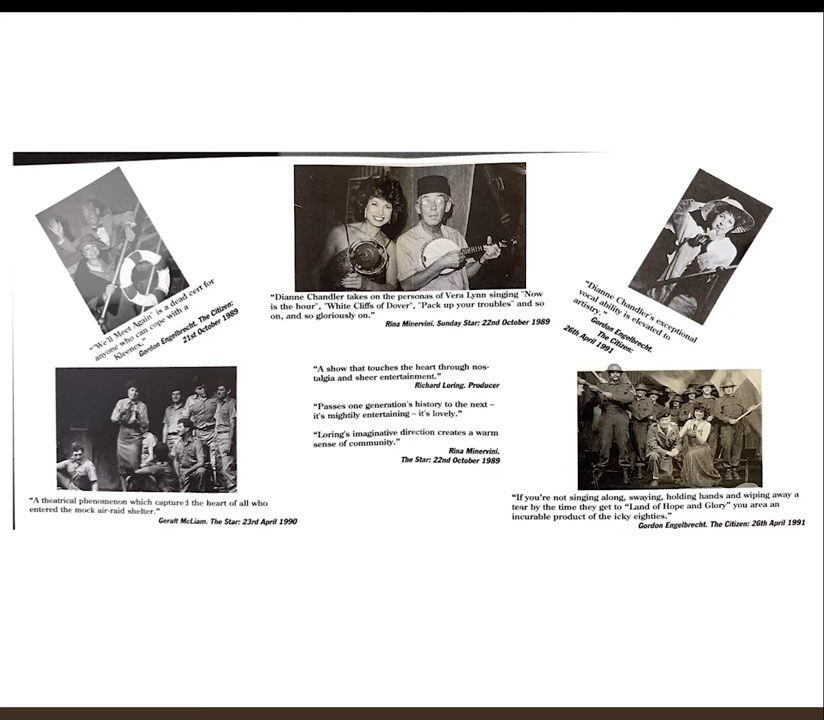 "We'll Meet Again" is a dead cert for
anyone who can cope with a
Kleenex."
Gordon Engelbrecht. The Citizen:
21st October 1989
"Dianne Chandler takes on the personas of Vera Lynn singing "Now
is the hour", "White Cliffs of Dover", "Pack up your troubles" and so
on, and so gloriously on."
Rina Minervini. Sunday Star: 22nd October 1989
"Dianne Chandler's exceptional
vocal ability is elevated to
artistry."
Gordon Engelbrecht.
The Citizen:
26th April 1991
"A show that touches the heart through nos-
talgia and sheer entertainment."
Richard Loring. Producer
"Passes one generation's history to the next –
it's mightily entertaining – it's lovely."
"Loring's imaginative direction creates a warm
sense of community."
Rina Minervini.
The Star: 22nd October 1989
"A theatrical phenomenon which captured the heart of all who
entered the mock air-raid shelter."
Geralt McLiam. The Star: 23rd April 1990
"If you're not singing along, swaying, holding hands and wiping away a
tear by the time they get to "Land of Hope and Glory" you area an
incurable product of the icky eighties."
Gordon Engelbrecht. The Citizen: 26th April 1991